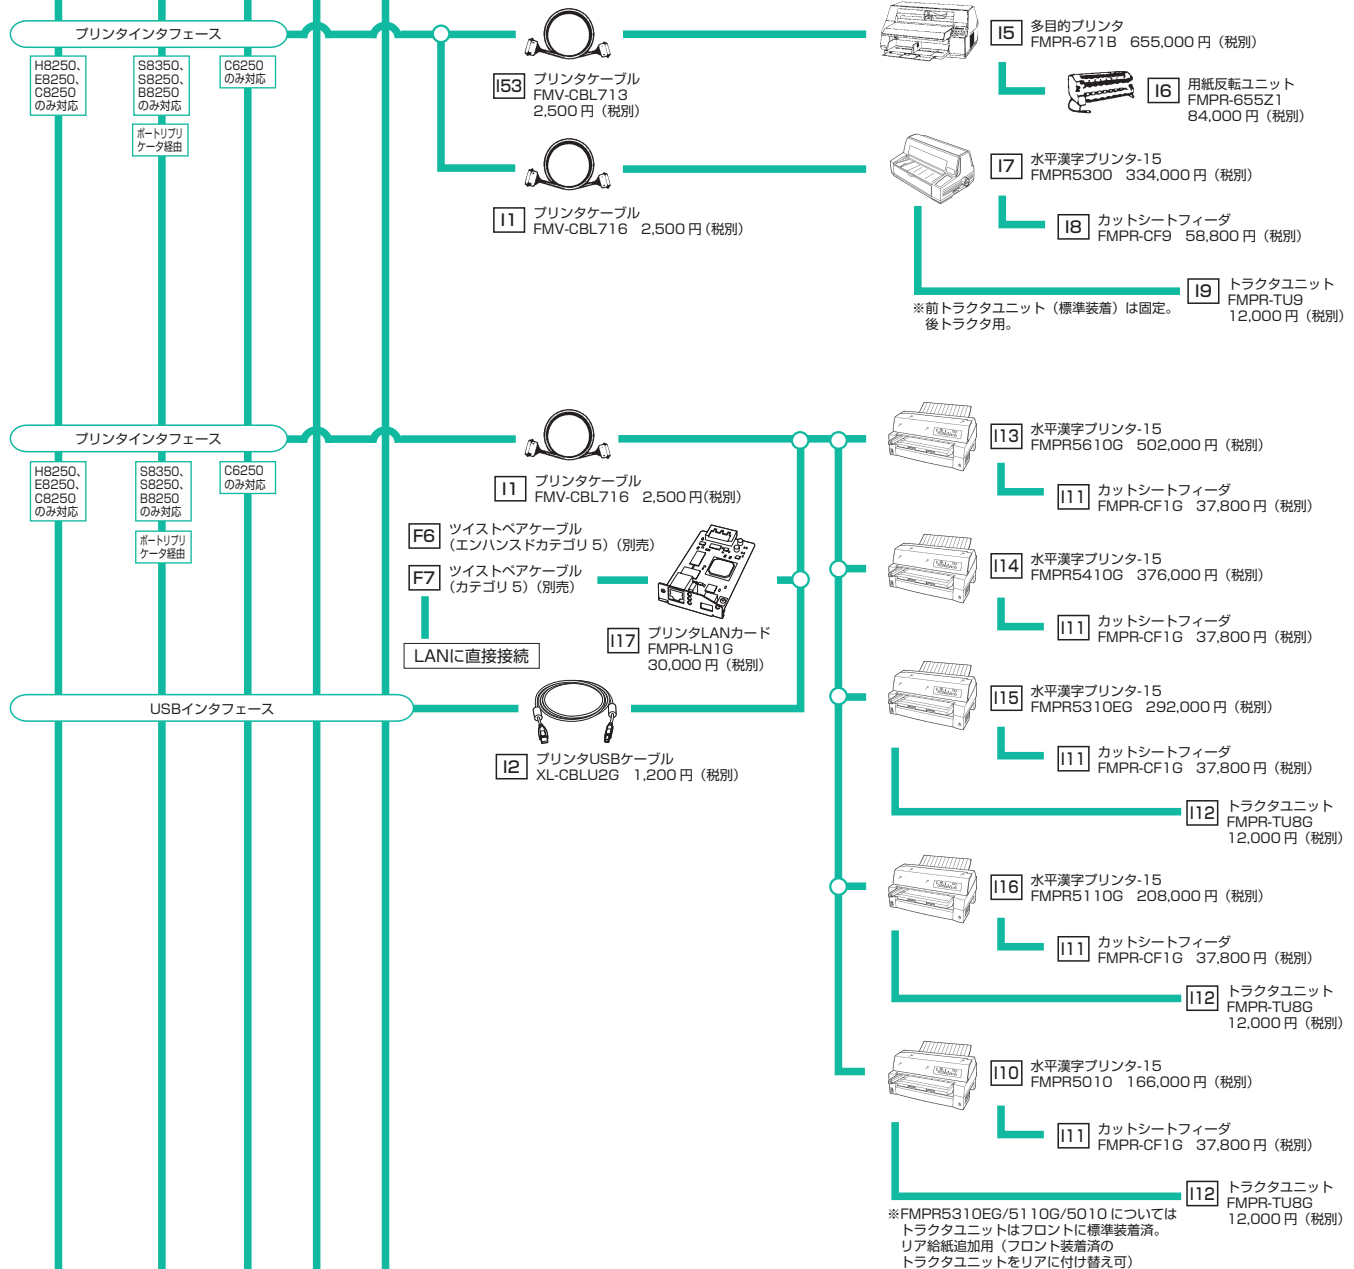 プリンタインタフェース
H8250、
E8250、
C8250
のみ対応
S8350、
S8250、
B8250
のみ対応
C6250
のみ対応
ポートリプリ
ケータ経由
I53 プリンタケーブル
FMV-CBL713
2,500円（税別）
I1 プリンタケーブル
FMV-CBL716 2,500円（税別）
I5 多目的プリンタ
FMPR-671B 655,000円（税別）
I6 用紙反転ユニット
FMPR-655Z1
84,000円（税別）
I7 水平漢字プリンタ-15
FMPR5300 334,000円（税別）
I8 カットシートフィーダ
FMPR-CF9 58,800円（税別）
I9 トラクタユニット
FMPR-TU9
12,000円（税別）
※前トラクタユニット（標準装着）は固定。
後トラクタ用。
プリンタインタフェース
H8250、
E8250、
C8250
のみ対応
S8350、
S8250、
B8250
のみ対応
C6250
のみ対応
ポートリプリ
ケータ経由
I1 プリンタケーブル
FMV-CBL716 2,500円（税別）
F6 ツイストペアケーブル
（エンハンスドカテゴリ5）（別売）
F7 ツイストペアケーブル
（カテゴリ5）（別売）
LANに直接接続
I17 プリンタLANカード
FMPR-LN1G
30,000円（税別）
USBインタフェース
I2 プリンタUSBケーブル
XL-CBLU2G 1,200円（税別）
I13 水平漢字プリンタ-15
FMPR5610G 502,000円（税別）
I11 カットシートフィーダ
FMPR-CF1G 37,800円（税別）
I14 水平漢字プリンタ-15
FMPR5410G 376,000円（税別）
I11 カットシートフィーダ
FMPR-CF1G 37,800円（税別）
I15 水平漢字プリンタ-15
FMPR5310EG 292,000円（税別）
I11 カットシートフィーダ
FMPR-CF1G 37,800円（税別）
I12 トラクタユニット
FMPR-TU8G
12,000円（税別）
I16 水平漢字プリンタ-15
FMPR5110G 208,000円（税別）
I11 カットシートフィーダ
FMPR-CF1G 37,800円（税別）
I12 トラクタユニット
FMPR-TU8G
12,000円（税別）
I10 水平漢字プリンタ-15
FMPR5010 166,000円（税別）
I11 カットシートフィーダ
FMPR-CF1G 37,800円（税別）
I12 トラクタユニット
FMPR-TU8G
12,000円（税別）
※FMPR5310EG/5110G/5010については
トラクタユニットはフロントに標準装着済。
リア給紙追加用（フロント装着済の
トラクタユニットをリアに付け替え可）